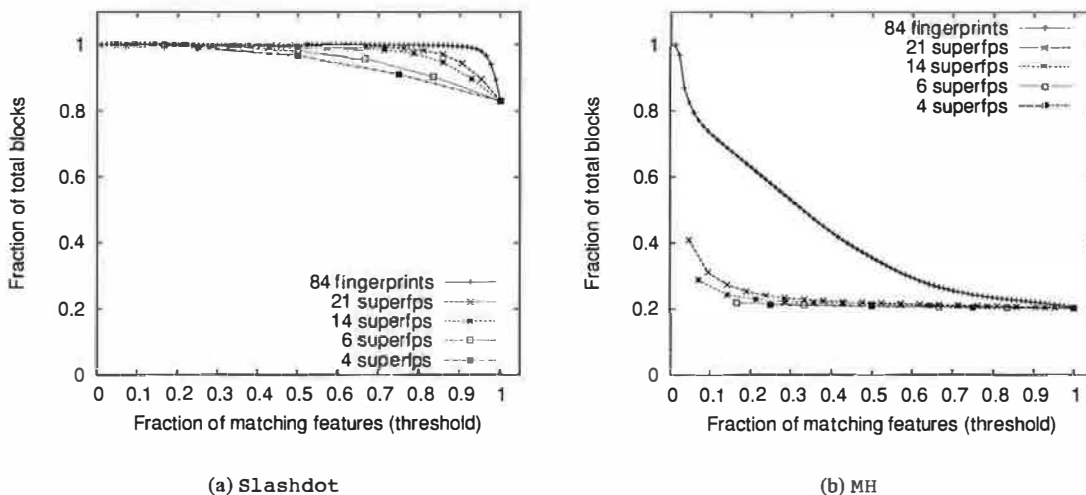 Fraction of total blocks
1
0.8
0.6
0.4
0.2
0
0 0.1 0.2 0.3 0.4 0.5 0.6 0.7 0.8 0.9 1
Fraction of matching features (threshold)
84 fingerprints
21 superfps
14 superfps
6 superfps
4 superfps
(a) Slashdot
Fraction of total blocks
1
0.8
0.6
0.4
0.2
0
0 0.1 0.2 0.3 0.4 0.5 0.6 0.7 0.8 0.9 1
Fraction of matching features (threshold)
84 fingerprints
21 superfps
14 superfps
6 superfps
4 superfps
(b) MH